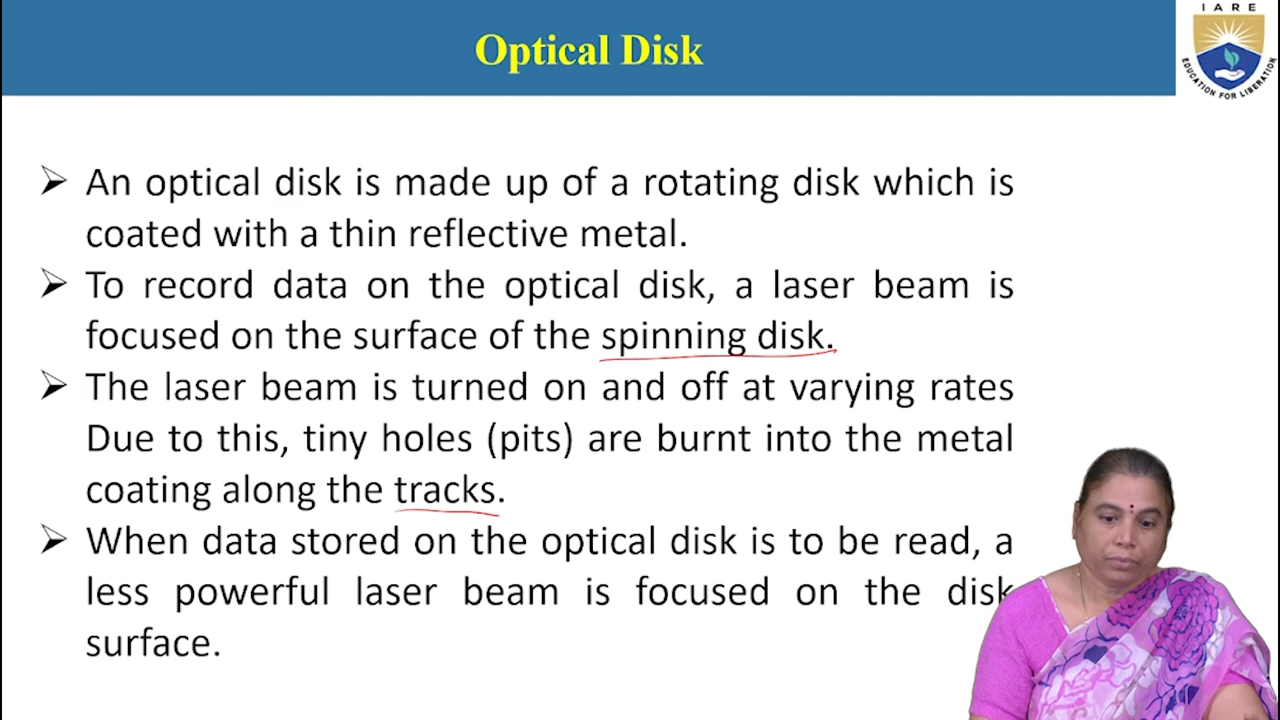 IARE
Optical Disk
EDUCATION FOR LIBERATION
➢ An optical disk is made up of a rotating disk which is
coated with a thin reflective metal.
➢ To record data on the optical disk, a laser beam is
focused on the surface of the spinning disk.
➢ The laser beam is turned on and off at varying rates
Due to this, tiny holes (pits) are burnt into the metal
coating along the tracks.
➢ When data stored on the optical disk is to be read, a
less powerful laser beam is focused on the disk
surface.